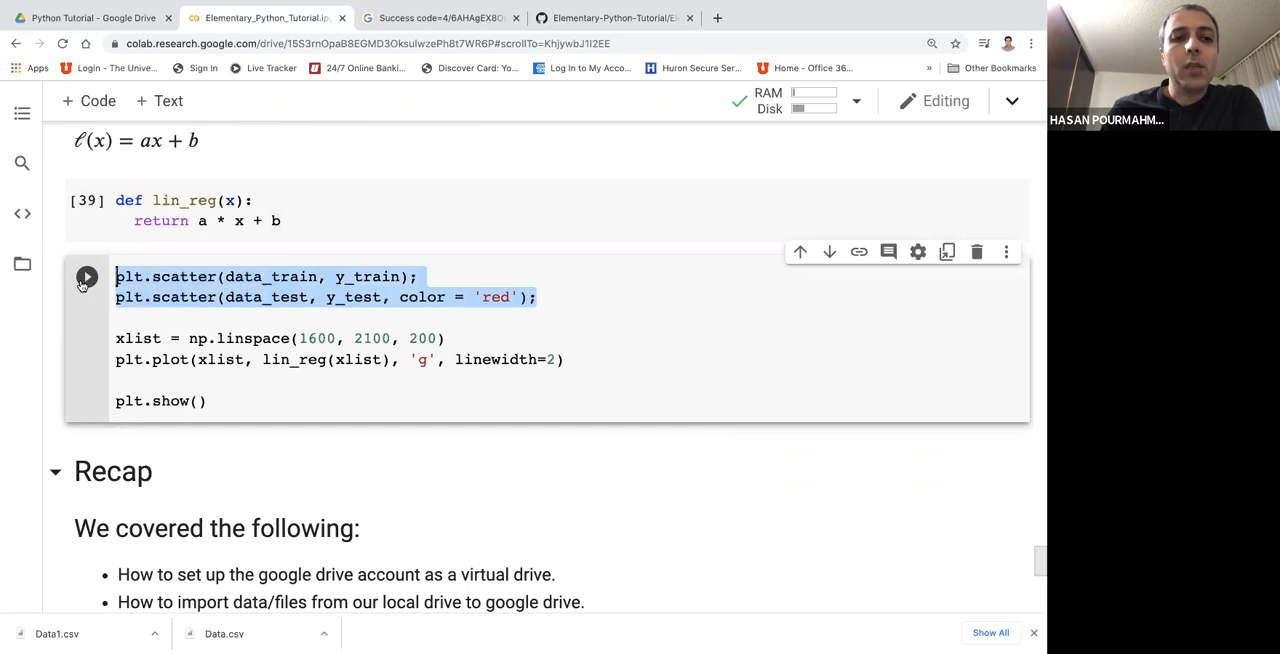 Python Tutorial - Google Drive
Elementary_Python_Tutorial.ip
Success code=4/6AHAgEX8O
Elementary-Python-Tutorial/El
colab.research.google.com/drive/15S3rnOpaB8EGMD3OksulwzePh8t7WR6P#scrollTo=KhjywbJ1I2EE
Apps
Login - The Unive...
Sign In
Live Tracker
24/7 Online Banki...
Discover Card: Yo...
Log In to My Acco...
Huron Secure Ser...
Home - Office 36...
»
Other Bookmarks
+ Code
+ Text
RAM
Disk
Editing
ℓ(x) = ax + b
[39] def lin_reg(x):
return a * x + b
plt.scatter(data_train, y_train);
plt.scatter(data_test, y_test, color = 'red');
xlist = np.linspace(1600, 2100, 200)
plt.plot(xlist, lin_reg(xlist), 'g', linewidth=2)
plt.show()
Recap
We covered the following:
• How to set up the google drive account as a virtual drive.
• How to import data/files from our local drive to google drive.
Data1.csv
Data.csv
Show All
HASAN POURMAHM...